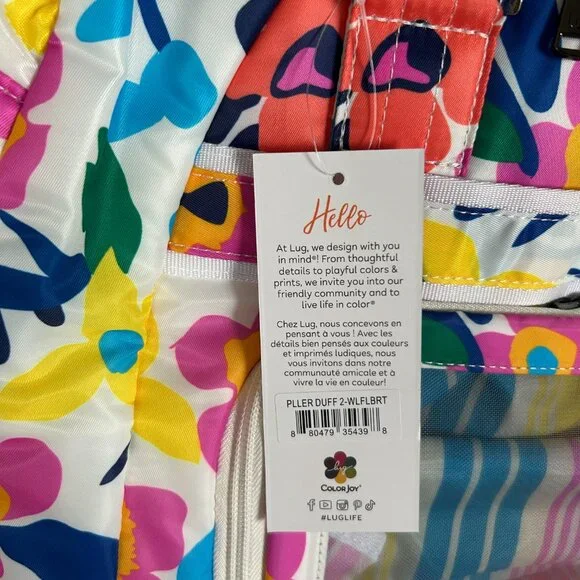 Hello
At Lug, we design with you
in mind®! From thoughtful
details to playful colors &
prints, we invite you into our
friendly community and to
live life in color®
Chez Lug, nous concevons en
pensant à vous ! Avec les
détails bien pensés aux couleurs
et imprimés ludiques, nous
vous invitons dans notre
communauté amicale et à
vivre la vie en couleur!
PLLER DUFF 2-WLFLBRT
8 80479 35439 8
lug
COLOR JOY®
#LUGLIFE